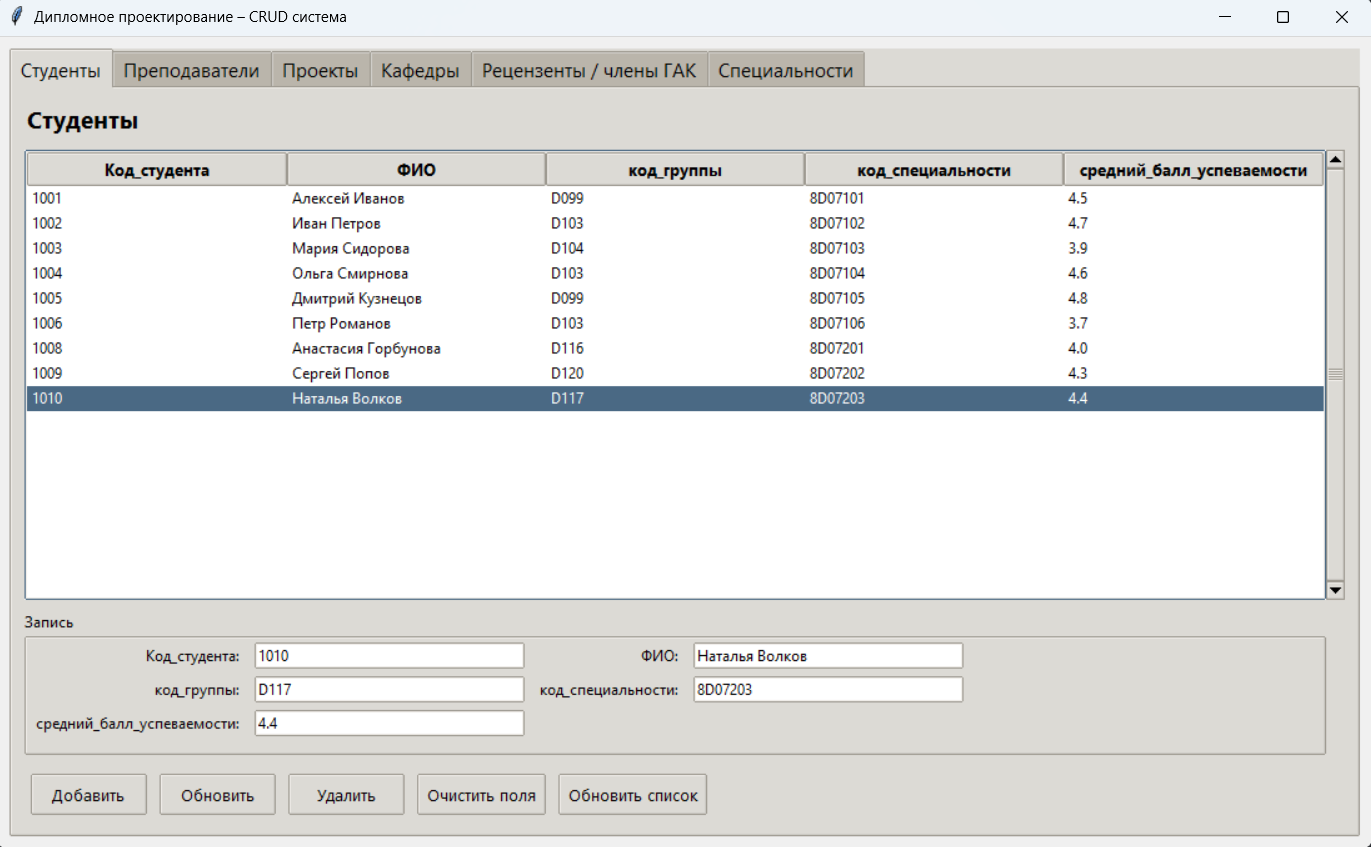 Дипломное проектирование – CRUD система
Студенты Преподаватели Проекты Кафедры Рецензенты / члены ГАК Специальности
Студенты
Код_студента ФИО код_группы код_специальности средний_балл_успеваемости
1001 Алексей Иванов D099 8D07101 4.5
1002 Иван Петров D103 8D07102 4.7
1003 Мария Сидорова D104 8D07103 3.9
1004 Ольга Смирнова D103 8D07104 4.6
1005 Дмитрий Кузнецов D099 8D07105 4.8
1006 Петр Романов D103 8D07106 3.7
1008 Анастасия Горбунова D116 8D07201 4.0
1009 Сергей Попов D120 8D07202 4.3
1010 Наталья Волков D117 8D07203 4.4
Запись
Код_студента: 1010 ФИО: Наталья Волков
код_группы: D117 код_специальности: 8D07203
средний_балл_успеваемости: 4.4
Добавить Обновить Удалить Очистить поля Обновить список